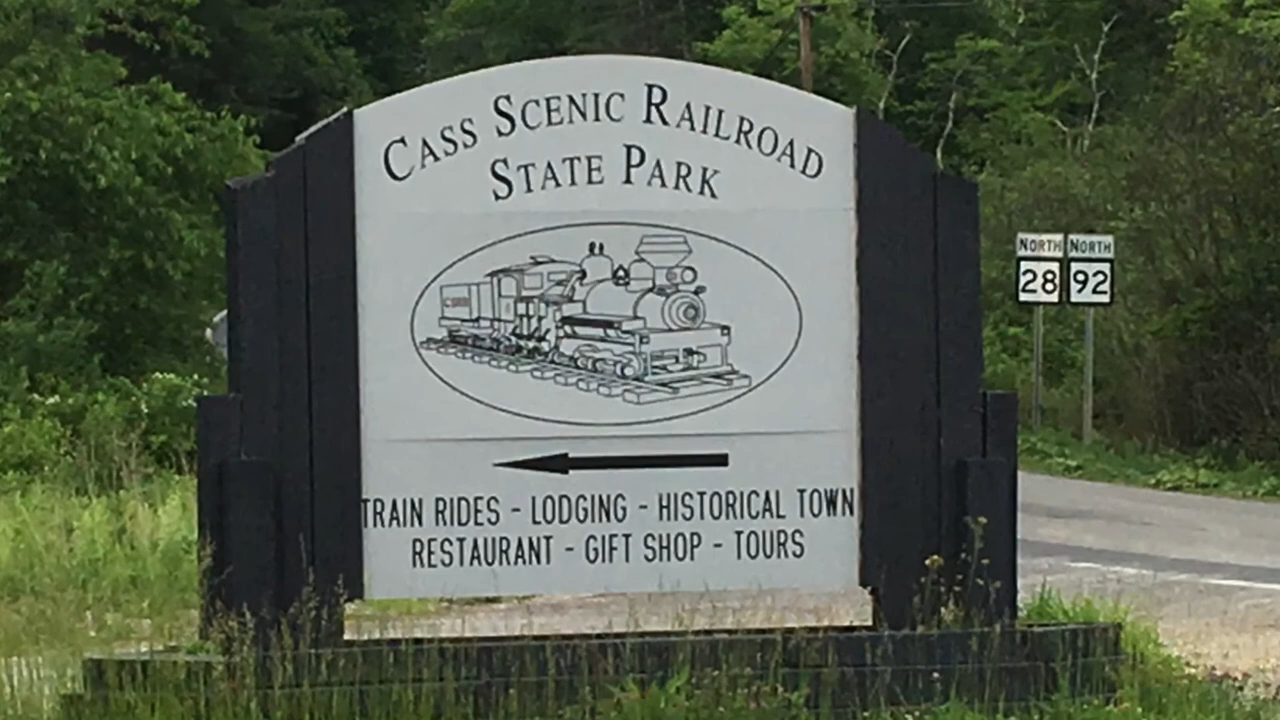 Cass Scenic Railroad
State Park
TRAIN RIDES - LODGING - HISTORICAL TOWN
RESTAURANT - GIFT SHOP - TOURS
NORTH NORTH
28 92